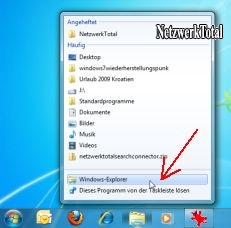 Angeheftet
NetzwerkTotal
NetzwerkTotal
Häufig
Desktop
windows7wiederherstellungspunk
Urlaub 2009 Kroatien
J:\
Standardprogramme
Dokumente
Bilder
Musik
Videos
netzwerktotalsearchconnector.zip
Windows-Explorer
Dieses Programm von der Taskleiste lösen